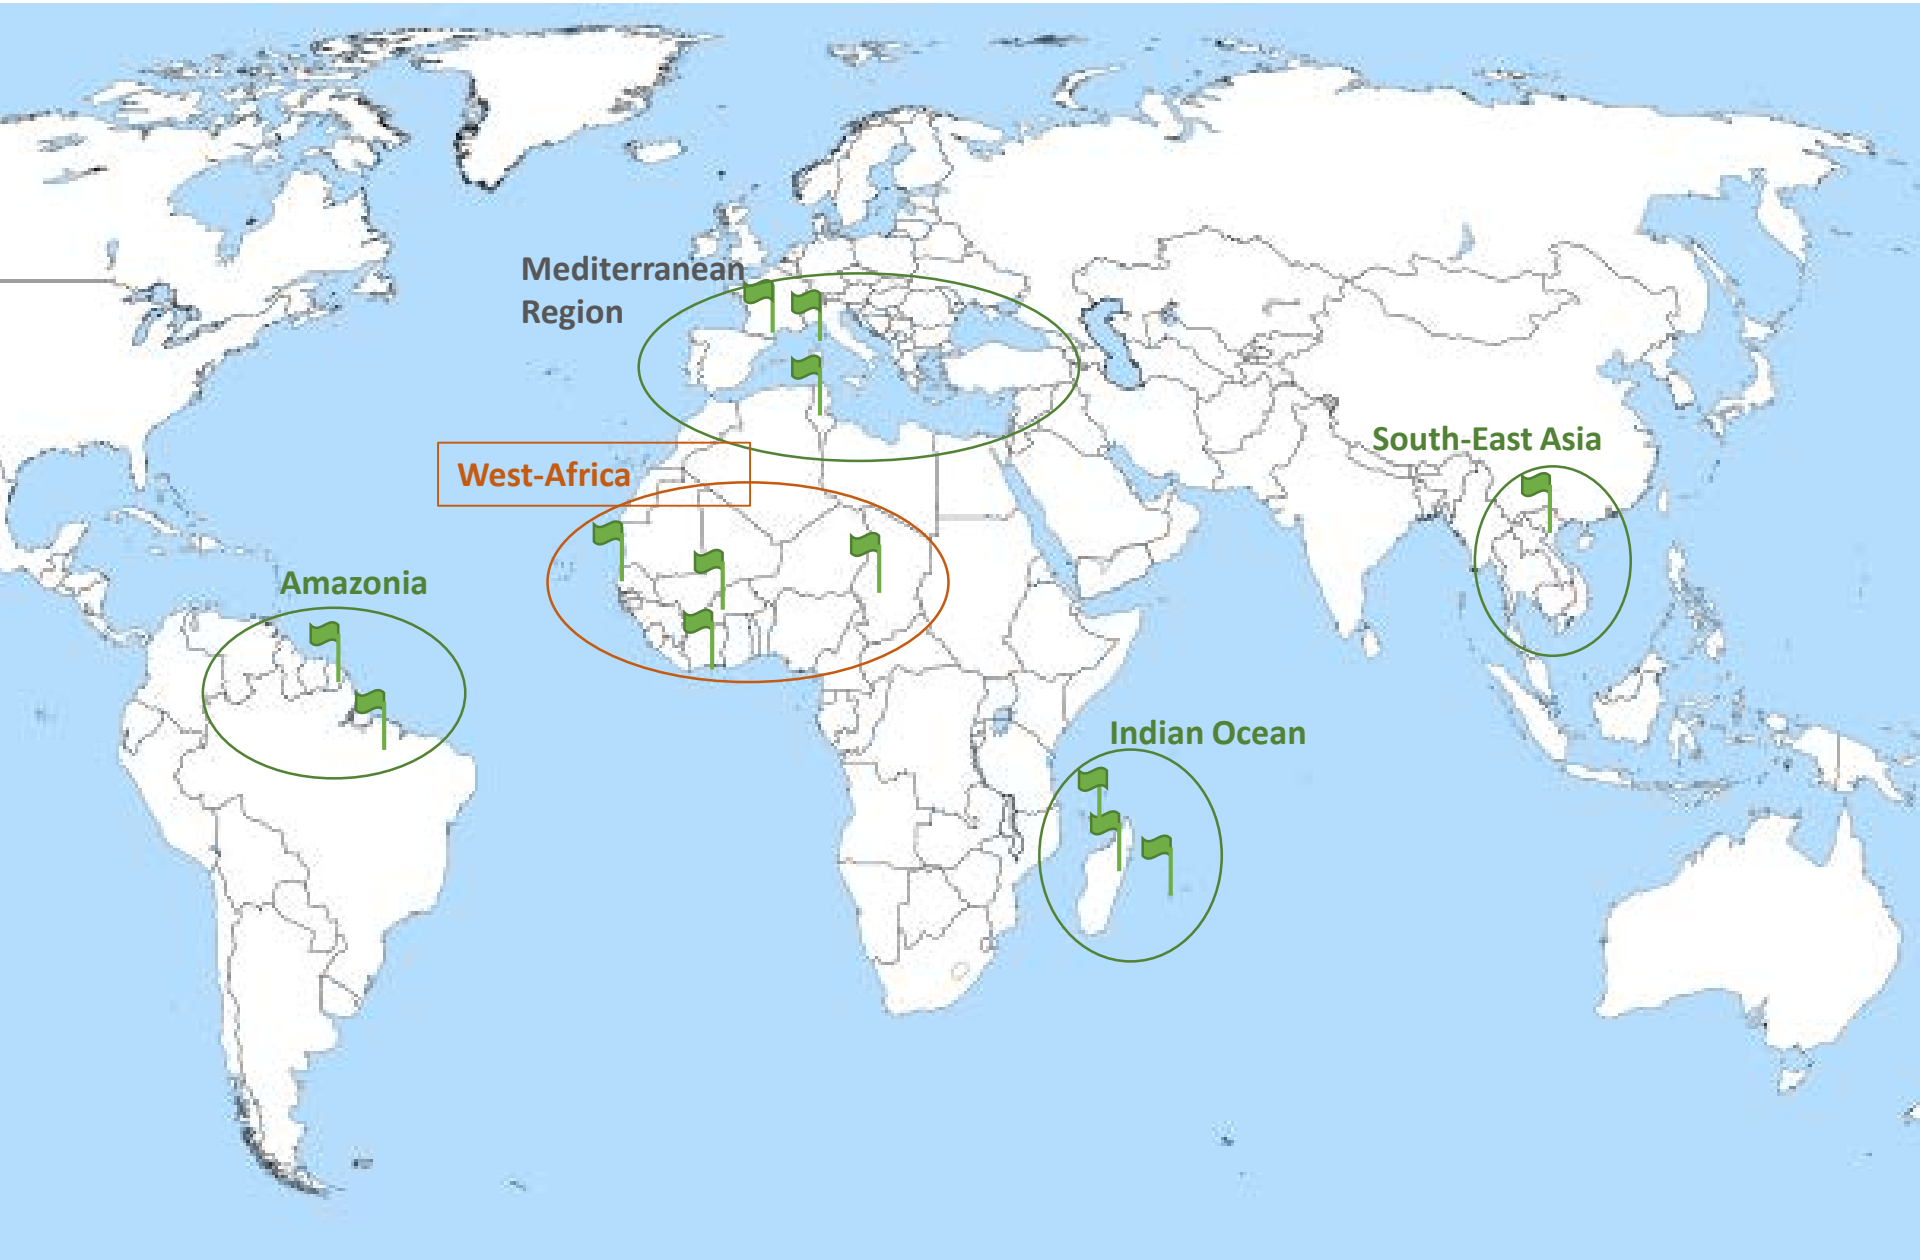 Mediterranean
Region
West-Africa
South-East Asia
Amazonia
Indian Ocean